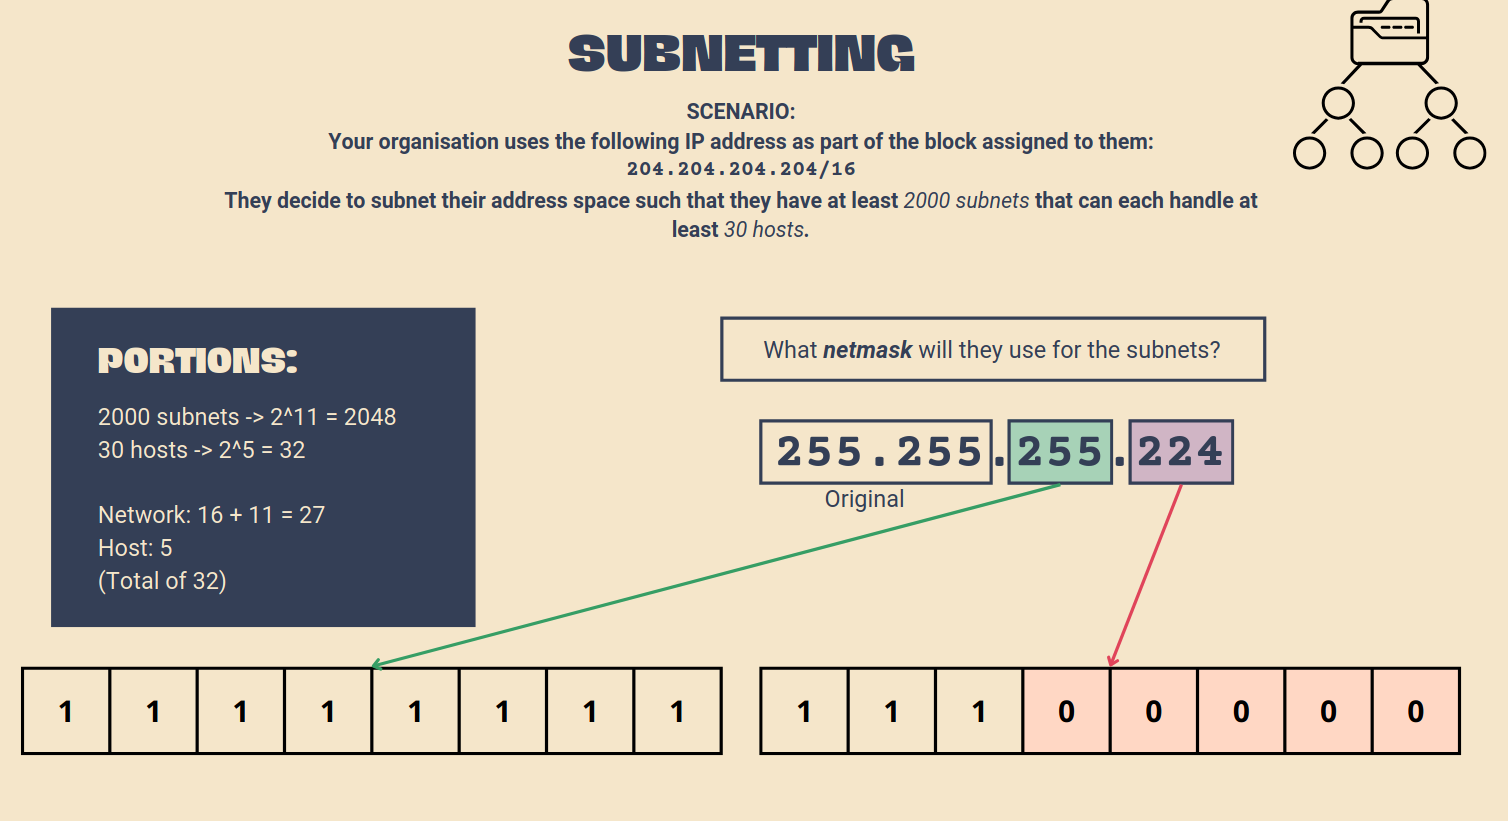 SUBNETTING
SCENARIO:
Your organisation uses the following IP address as part of the block assigned to them:
204.204.204.204/16
They decide to subnet their address space such that they have at least 2000 subnets that can each handle at
least 30 hosts.
PORTIONS:
2000 subnets -> 2^11 = 2048
30 hosts -> 2^5 = 32
Network: 16 + 11 = 27
Host: 5
(Total of 32)
What netmask will they use for the subnets?
255.255.255.224
Original
1 1 1 1 1 1 1 1 1 1 1 0 0 0 0 0